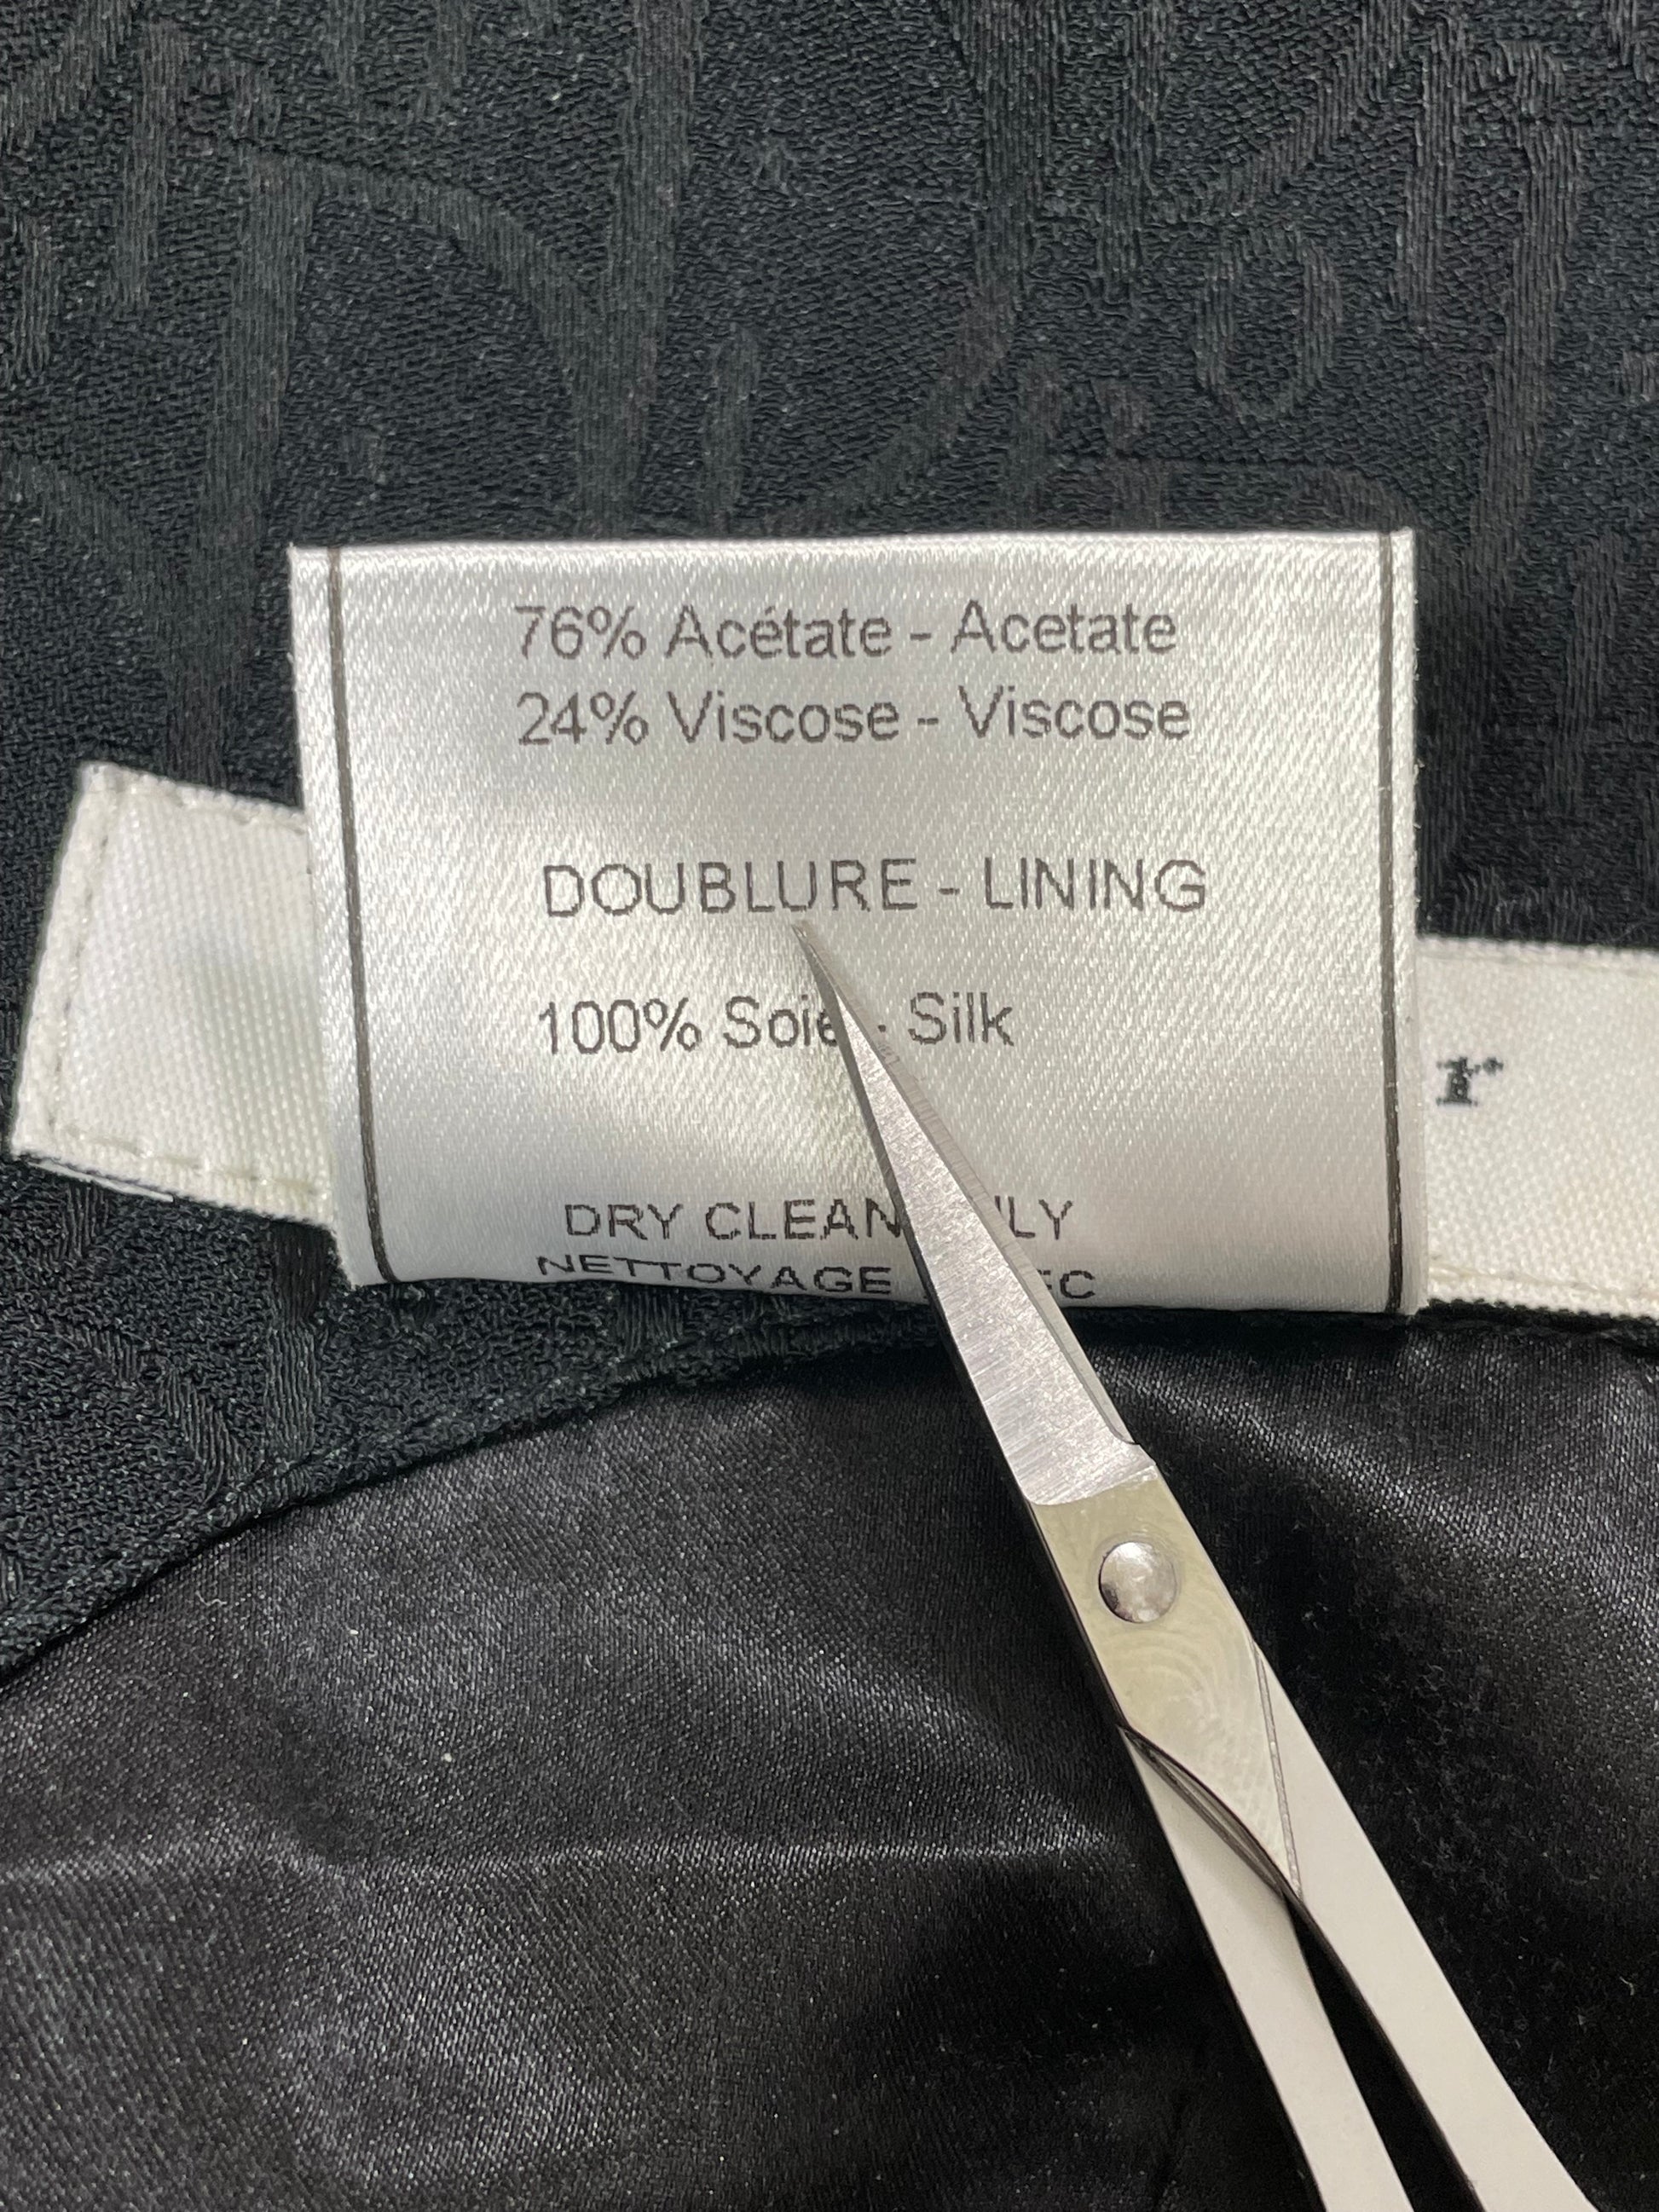 76% Acétate - Acetate
24% Viscose - Viscose
DOUBLURE - LINING
100% Soie - Silk
DRY CLEAN
NETTOYAGE
r